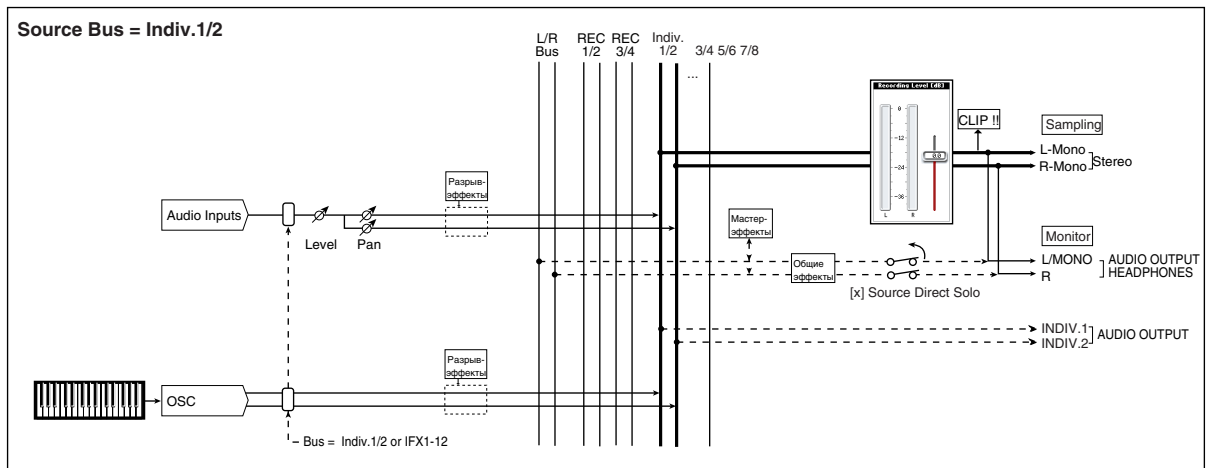 Source Bus = Indiv.1/2
L/R Bus
REC 1/2
REC 3/4
Indiv. 1/2
3/4 5/6 7/8
...
Recording Level [dB]
0
-12
-24
-36
L R
0.0
CLIP !!
Sampling
L-Mono
R-Mono
Stereo
Разрыв-
эффекты
Audio Inputs
Level
Pan
Мастер-
эффекты
Общие
эффекты
[x] Source Direct Solo
Monitor
L/MONO
R
AUDIO OUTPUT
HEADPHONES
INDIV.1
INDIV.2
AUDIO OUTPUT
Разрыв-
эффекты
OSC
Bus = Indiv.1/2 or IFX1-12